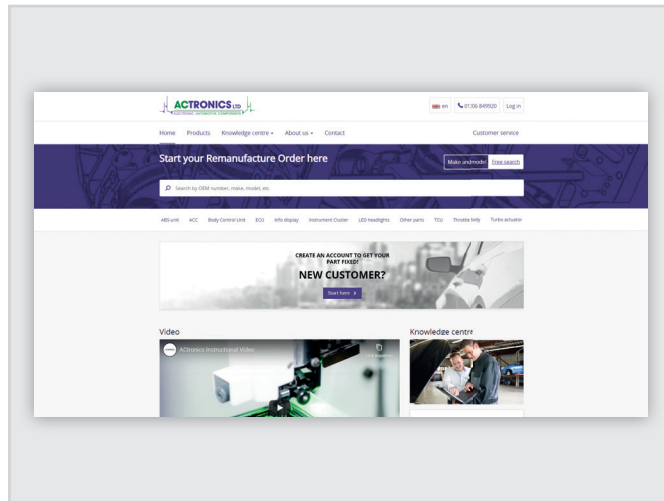 ACTRONICS LTD
ELECTRONIC AUTOMOTIVE COMPONENTS
en
01206 849920
Log in
Home Products Knowledge centre About us Contact Customer service
Start your Remanufacture Order here
Make and model Free search
Search by OEM number, make, model, etc.
ABS-unit ACC Body Control Unit ECU Info display Instrument Cluster LED headlights Other parts TCU Throttle body Turbo actuator
CREATE AN ACCOUNT TO GET YOUR
PART FIXED!
NEW CUSTOMER?
Start here
Video
Knowledge centre
ACtronics Instructional Video